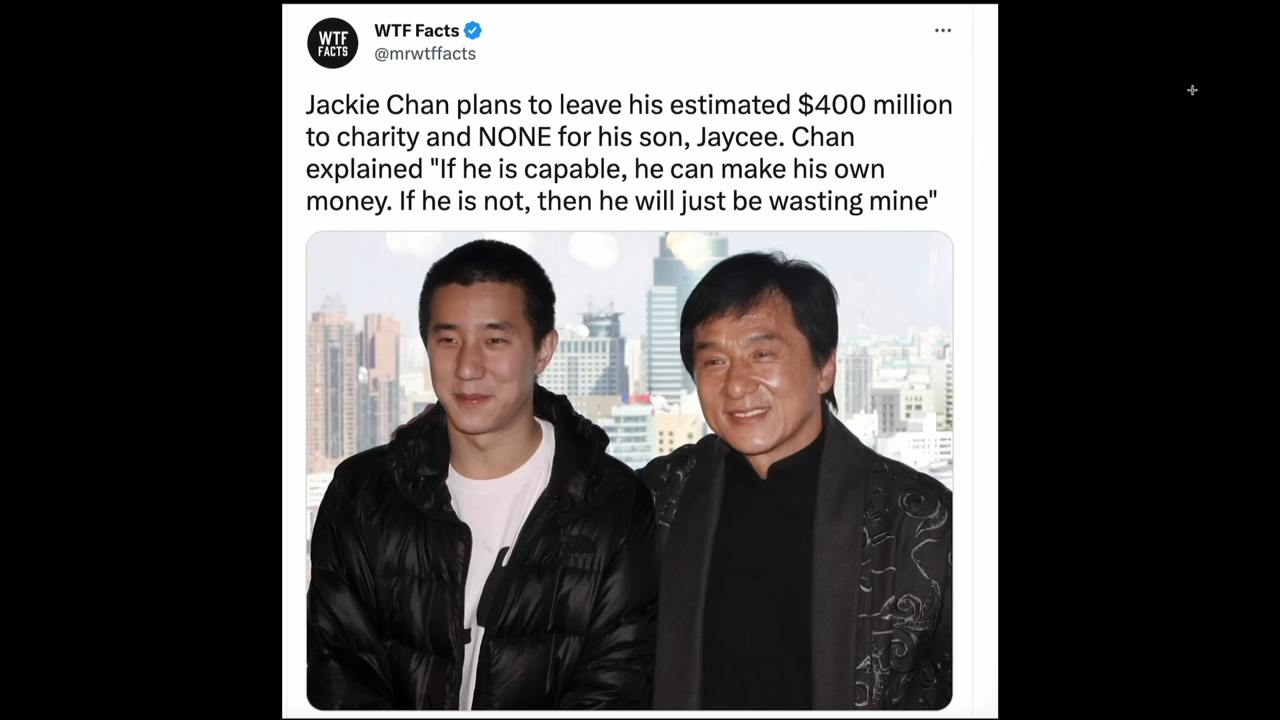 WTF
FACTS
WTF Facts
@mrwtffacts
Jackie Chan plans to leave his estimated $400 million
to charity and NONE for his son, Jaycee. Chan
explained "If he is capable, he can make his own
money. If he is not, then he will just be wasting mine"